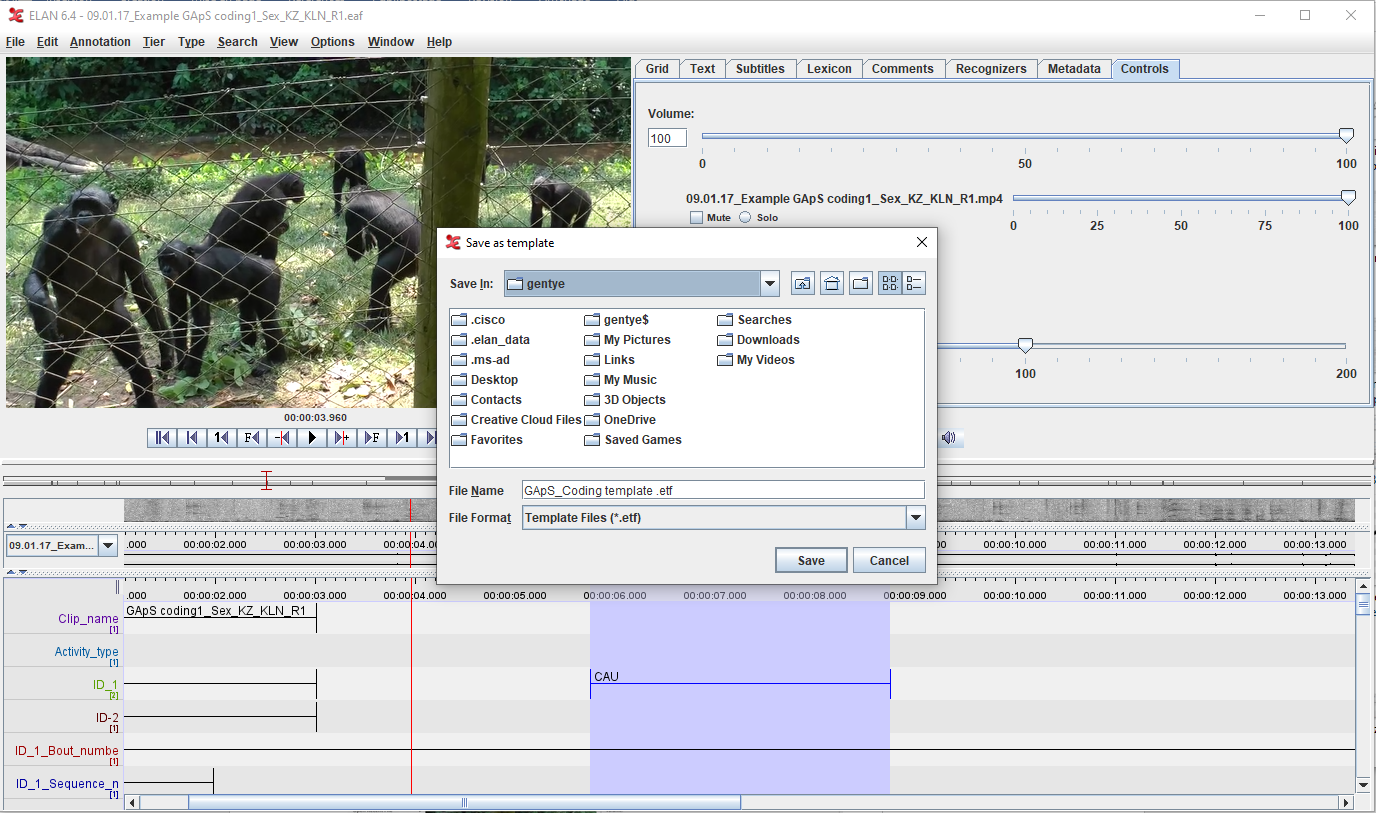 ELAN 6.4 - 09.01.17_Example GApS coding1_Sex_KZ_KLN_R1.eaf
File Edit Annotation Tier Type Search View Options Window Help
Grid Text Subtitles Lexicon Comments Recognizers Metadata Controls
Volume:
100
0 50 100
09.01.17_Example GApS coding1_Sex_KZ_KLN_R1.mp4
Mute Solo
0 25 50 75 100
100 200
Save as template
Save In: gentye
.cisco gentye$ Searches
.elan_data My Pictures Downloads
.ms-ad Links My Videos
Desktop My Music
Contacts 3D Objects
Creative Cloud Files OneDrive
Favorites Saved Games
File Name GApS_Coding template .etf
File Format Template Files (*.etf)
Save Cancel
00:00:03.960
1 F F 1
09.01.17_Exam... .000 00:00:02.000 00:00:03.000 00:00:04.0 00:00:10.000 00:00:11.000 00:00:12.000 00:00:13.000
.000 00:00:02.000 00:00:03.000 00:00:04.000 00:00:05.000 00:00:06.000 00:00:07.000 00:00:08.000 00:00:09.000 00:00:10.000 00:00:11.000 00:00:12.000 00:00:13.000
Clip_name GApS coding1_Sex_KZ_KLN_R1
[1]
Activity_type
[1]
ID_1 CAU
[2]
ID-2
[1]
ID_1_Bout_numbe
[1]
ID_1_Sequence_n
[1]